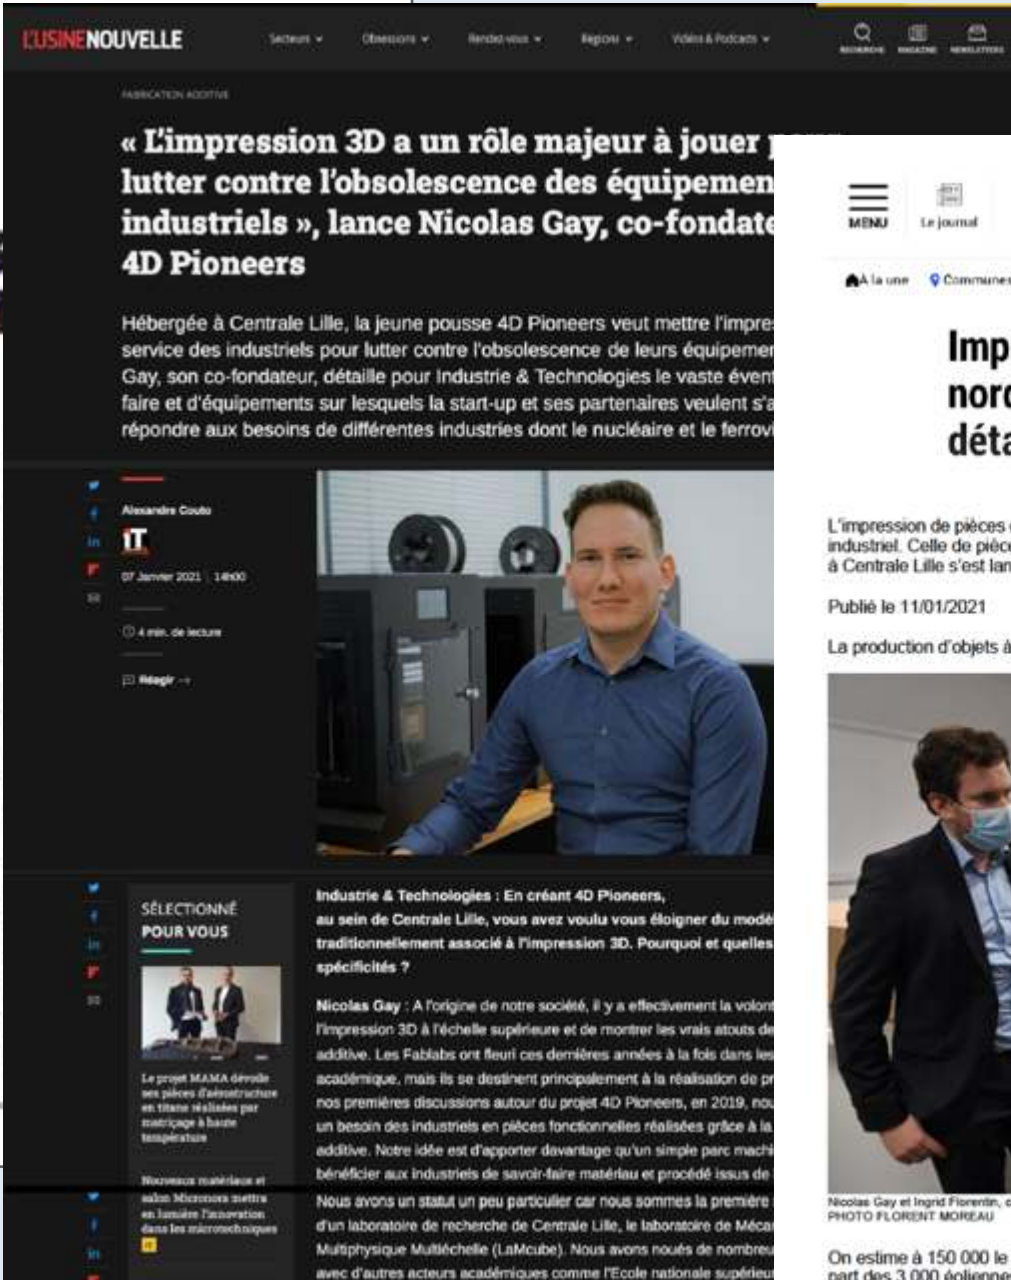 L'USINENOUVELLE
Secteurs
Obsessions
Rendez-vous
Régions
Vidéos & Podcasts
RECHERCHE
MAGAZINE
NEWSLETTERS
FABRICATION ADDITIVE
« L'impression 3D a un rôle majeur à jouer
lutter contre l'obsolescence des équipemen
industriels », lance Nicolas Gay, co-fondate
4D Pioneers
Hébergée à Centrale Lille, la jeune pousse 4D Pioneers veut mettre l'impre
service des industriels pour lutter contre l'obsolescence de leurs équipemer
Gay, son co-fondateur, détaille pour Industrie & Technologies le vaste évent
faire et d'équipements sur lesquels la start-up et ses partenaires veulent s'a
répondre aux besoins de différentes industries dont le nucléaire et le ferrovi
Alexandre Couto
iT
07 Janvier 2021 14h00
4 min. de lecture
Réagir →
SÉLECTIONNÉ
POUR VOUS
Le projet MAMA dévoile
ses pièces d'aérostructure
en titane réalisées par
matriçage à haute
température
Nouveaux matériaux et
salon Micronora mettra
en lumière l'innovation
dans les microtechniques
Industrie & Technologies : En créant 4D Pioneers,
au sein de Centrale Lille, vous avez voulu vous éloigner du modè
traditionnellement associé à l'impression 3D. Pourquoi et quelles
spécificités ?
Nicolas Gay : A l'origine de notre société, il y a effectivement la volont
l'impression 3D à l'échelle supérieure et de montrer les vrais atouts de
additive. Les Fablabs ont fleuri ces dernières années à la fois dans les
académique, mais ils se destinent principalement à la réalisation de pr
nos premières discussions autour du projet 4D Pioneers, en 2019, nou
un besoin des industriels en pièces fonctionnelles réalisées grâce à la
additive. Notre idée est d'apporter davantage qu'un simple parc machi
bénéficier aux industriels de savoir-faire matériau et procédé issus de
Nous avons un statut un peu particulier car nous sommes la première
d'un laboratoire de recherche de Centrale Lille, le laboratoire de Mécar
Multiphysique Multiéchelle (LaMcube). Nous avons noués de nombreu
avec d'autres acteurs académiques comme l'Ecole nationale supérieur
MENU
Le journal
A la une
Communes
Imp
nord
déta
L'impression de pièces
industriel. Celle de pièce
à Centrale Lille s'est lan
Publié le 11/01/2021
La production d'objets à
Nicolas Gay et Ingrid Florentin, c
PHOTO FLORENT MOREAU
On estime à 150 000 le
part des 3 000 éoliennes